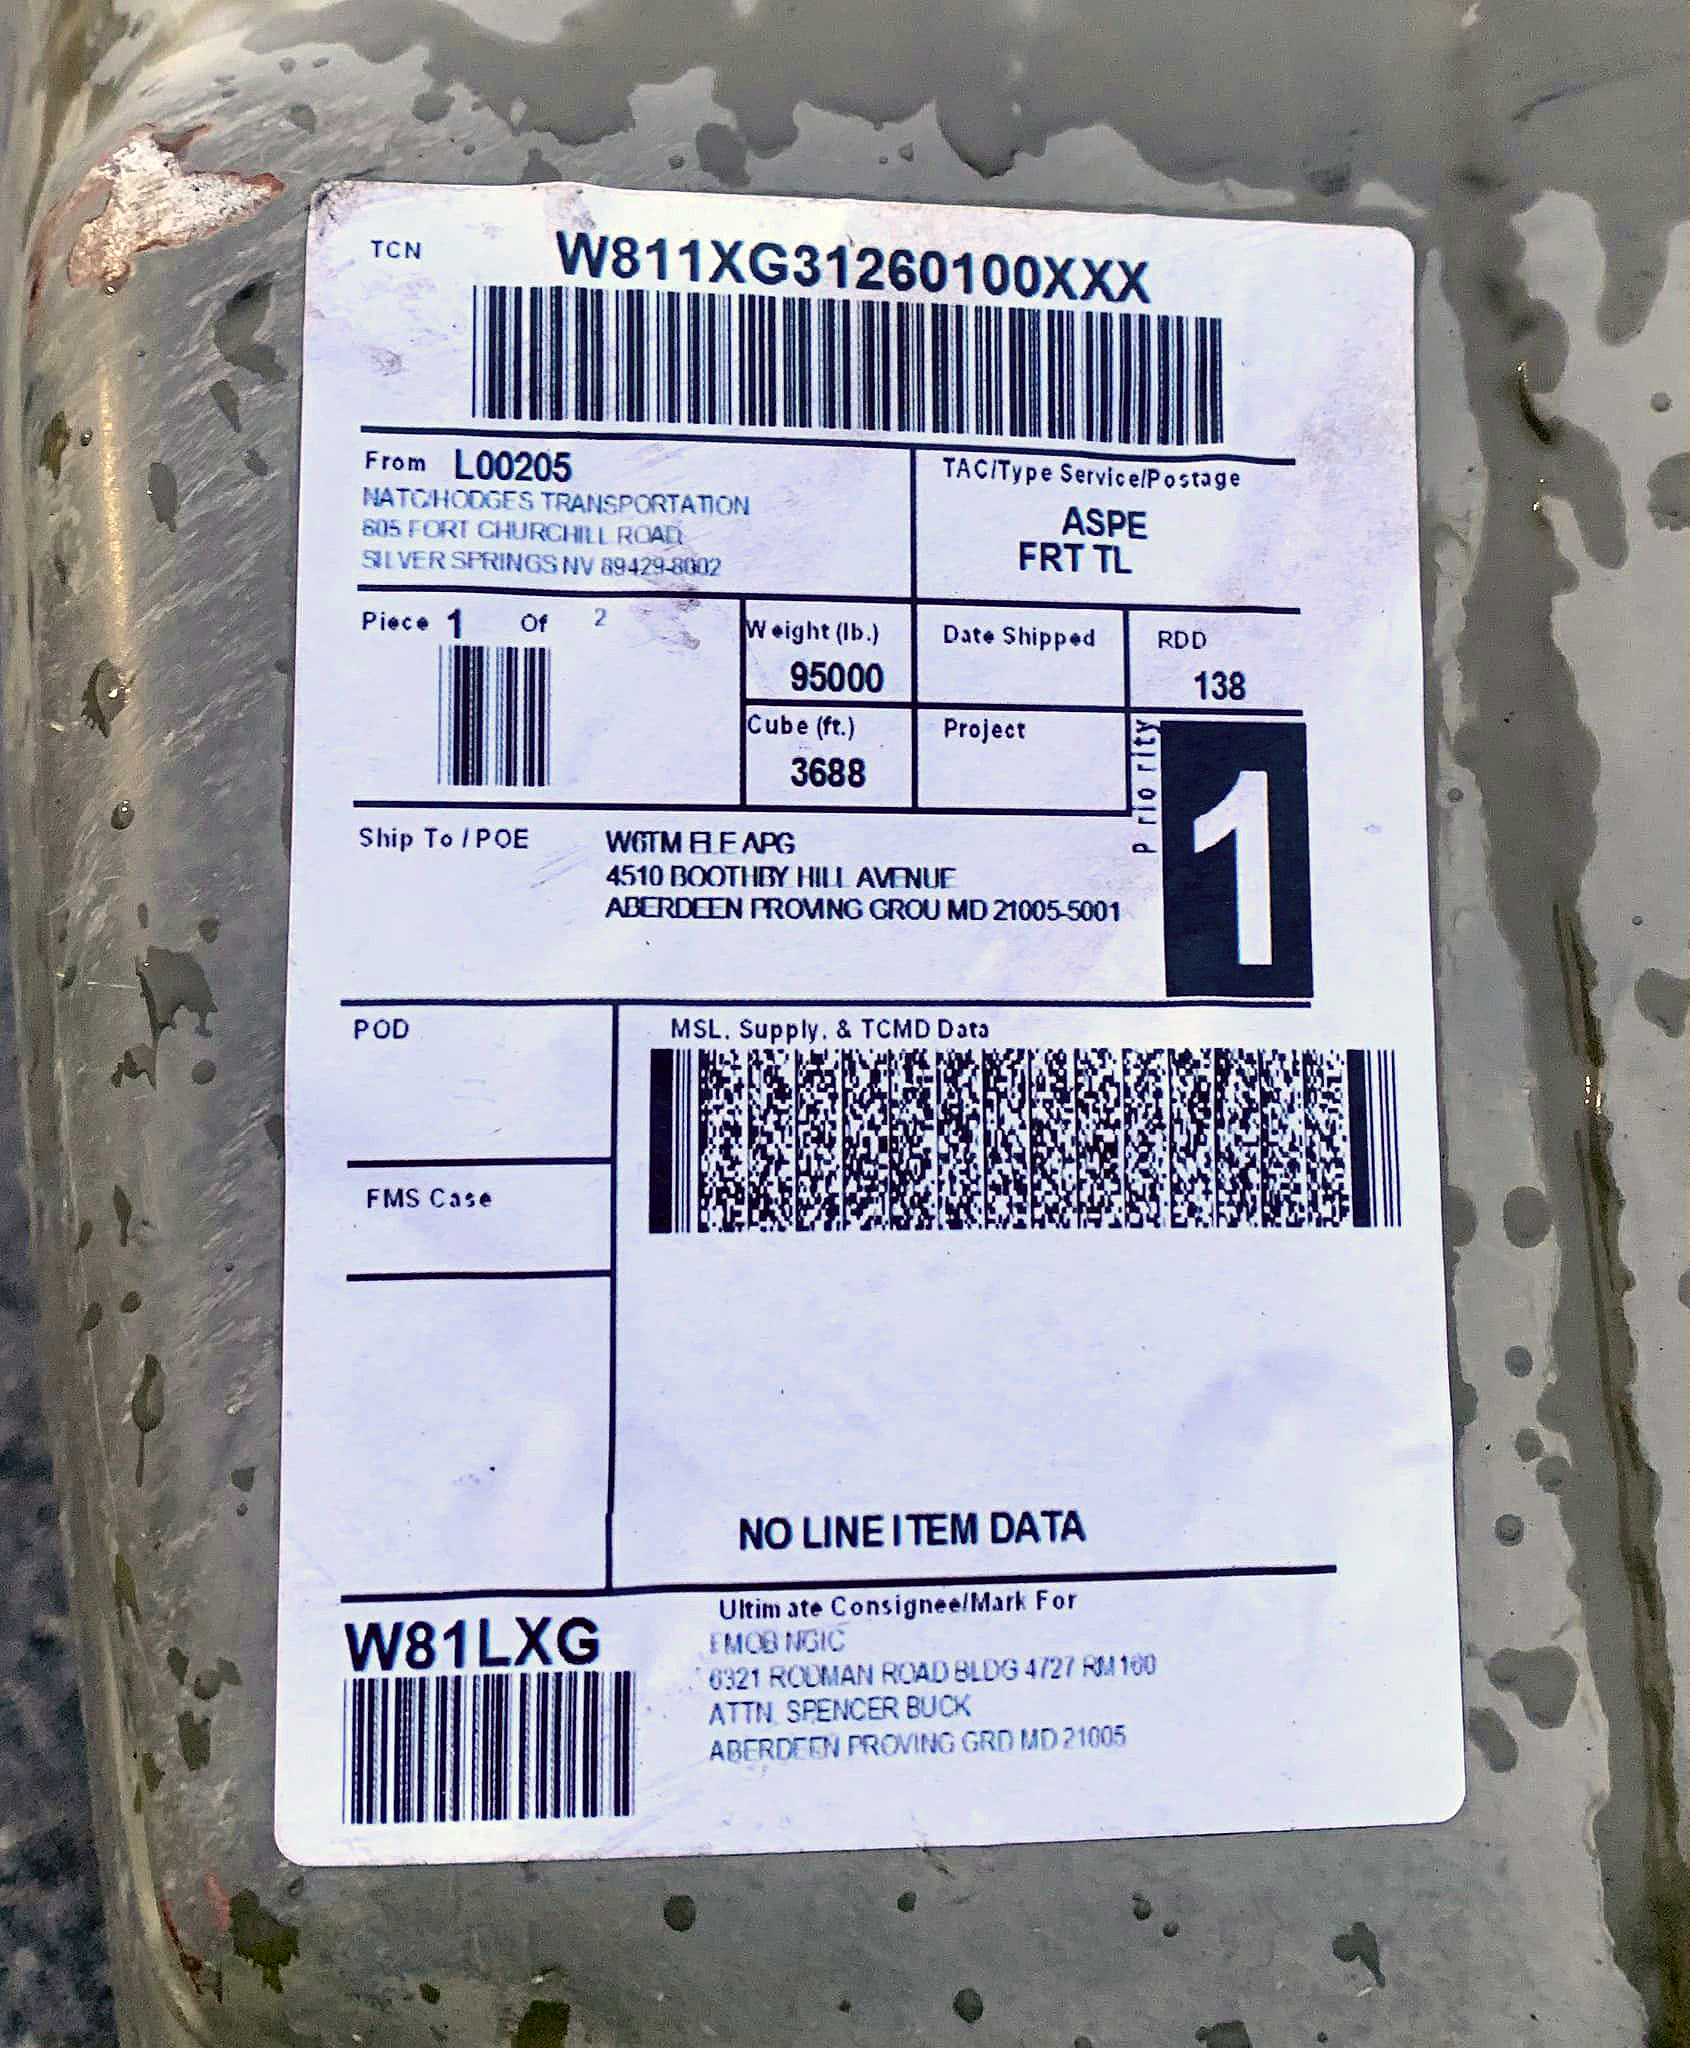 TCN W811XG31260100XXX
From L00205
NATC/HODGES TRANSPORTATION
605 FORT CHURCHILL ROAD
SILVER SPRINGS NV 89429-8002
TAC/Type Service/Postage
ASPE
FRT TL
Piece 1 Of 2
Weight (lb.)
95000
Date Shipped
RDD
138
Cube (ft.)
3688
Project
Priority
1
Ship To / POE
W6TM ELE APG
4510 BOOTHBY HILL AVENUE
ABERDEEN PROVING GROU MD 21005-5001
POD
MSL, Supply, & TCMD Data
FMS Case
NO LINE ITEM DATA
W81LXG
Ultimate Consignee/Mark For
FMOB NGIC
6321 RODMAN ROAD BLDG 4727 RM 100
ATTN SPENCER BUCK
ABERDEEN PROVING GRD MD 21005